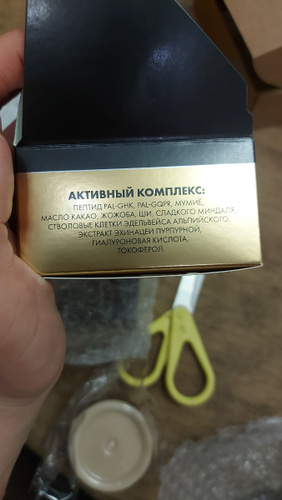 АКТИВНЫЙ КОМПЛЕКС:
ПЕПТИД PAL-GHK, PAL-GQPR, МУМИЁ,
МАСЛО КАКАО, ЖОЖОБА, ШИ, СЛАДКОГО МИНДАЛЯ,
СТВОЛОВЫЕ КЛЕТКИ ЭДЕЛЬВЕЙСА АЛЬПИЙСКОГО,
ЭКСТРАКТ ЭХИНАЦЕИ ПУРПУРНОЙ,
ГИАЛУРОНОВАЯ КИСЛОТА,
ТОКОФЕРОЛ.